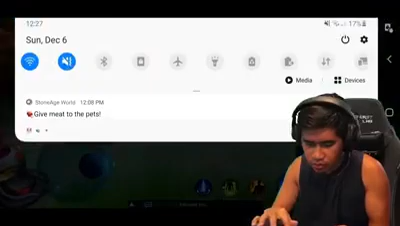 12:27
17%
Sun, Dec 6
Media
Devices
StoneAge World 12:08 PM
Give meat to the pets!